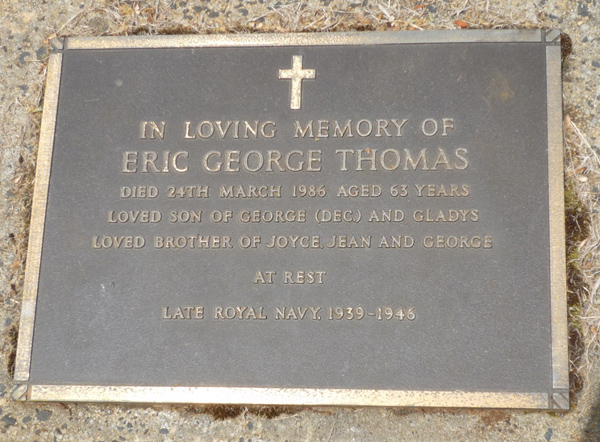 IN LOVING MEMORY OF
ERIC GEORGE THOMAS
DIED 24TH MARCH 1986 AGED 63 YEARS
LOVED SON OF GEORGE (DEC.) AND GLADYS
LOVED BROTHER OF JOYCE, JEAN AND GEORGE
AT REST
LATE ROYAL NAVY, 1939-1946